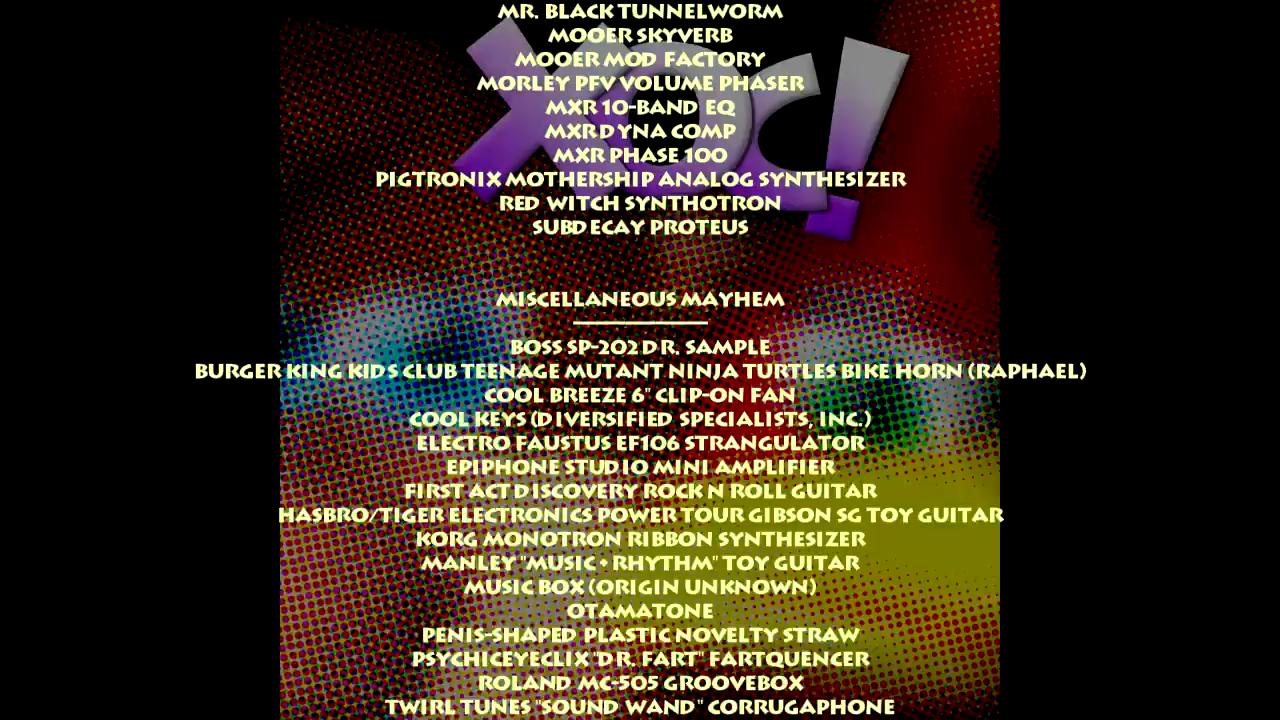 XOC!
MR. BLACK TUNNELWORM
MOOER SKYVERB
MOOER MOD FACTORY
MORLEY PFV VOLUME PHASER
MXR 10-BAND EQ
MXR DYNA COMP
MXR PHASE 100
PIGTRONIX MOTHERSHIP ANALOG SYNTHESIZER
RED WITCH SYNTHOTRON
SUBDECAY PROTEUS
MISCELLANEOUS MAYHEM
BOSS SP-202 DR. SAMPLE
BURGER KING KIDS CLUB TEENAGE MUTANT NINJA TURTLES BIKE HORN (RAPHAEL)
COOL BREEZE 6" CLIP-ON FAN
COOL KEYS (DIVERSIFIED SPECIALISTS, INC.)
ELECTRO FAUSTUS EF106 STRANGULATOR
EPIPHONE STUDIO MINI AMPLIFIER
FIRST ACT DISCOVERY ROCK N ROLL GUITAR
HASBRO/TIGER ELECTRONICS POWER TOUR GIBSON SG TOY GUITAR
KORG MONOTRON RIBBON SYNTHESIZER
MANLEY "MUSIC • RHYTHM" TOY GUITAR
MUSIC BOX (ORIGIN UNKNOWN)
OTAMATONE
PENIS-SHAPED PLASTIC NOVELTY STRAW
PSYCHICEYECLIX "DR. FART" FARTQUENCER
ROLAND MC-505 GROOVEBOX
TWIRL TUNES "SOUND WAND" CORRUGAPHONE